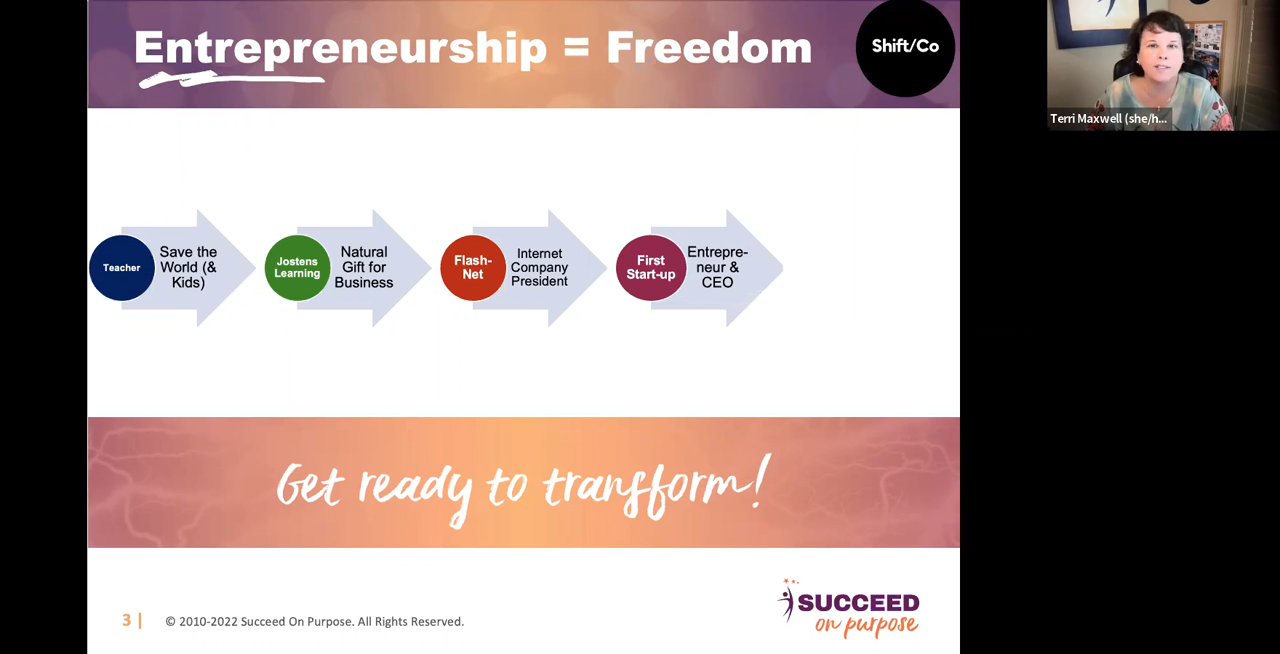 Entrepreneurship = Freedom
Shift/Co
Terri Maxwell (she/h...
Teacher
Save the
World (&
Kids)
Jostens
Learning
Natural
Gift for
Business
Flash-
Net
Internet
Company
President
First
Start-up
Entrepre-
neur &
CEO
Get ready to transform!
3 |
© 2010-2022 Succeed On Purpose. All Rights Reserved.
SUCCEED
on purpose